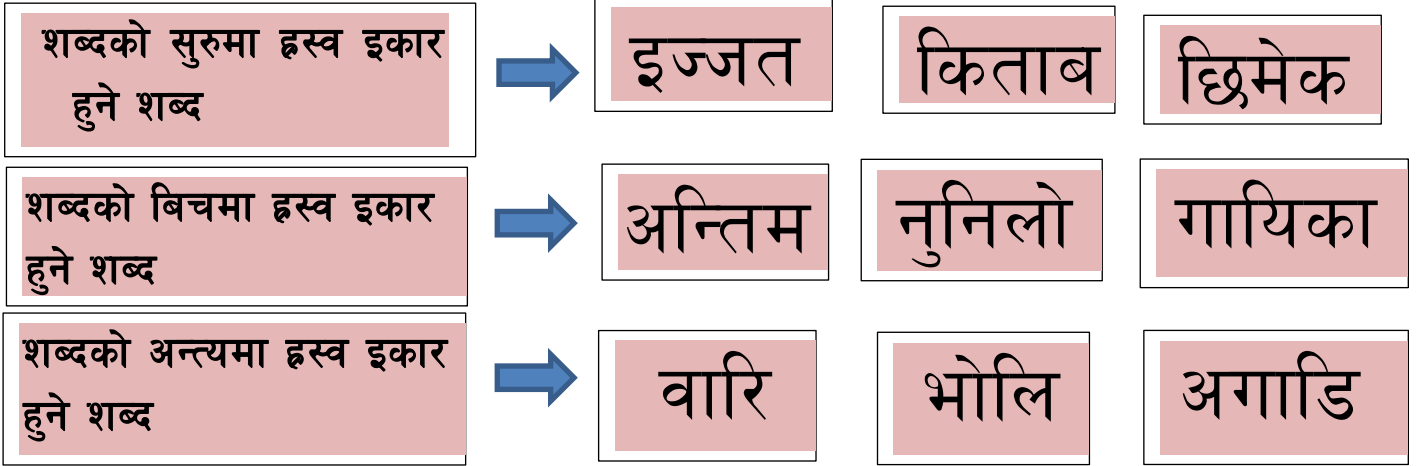 शब्दको सुरुमा ह्रस्व इकार
हुने शब्द
इज्जत
किताब
छिमेक
शब्दको बिचमा ह्रस्व इकार
हुने शब्द
अन्तिम
नुनिलो
गायिका
शब्दको अन्त्यमा ह्रस्व इकार
हुने शब्द
वारि
भोलि
अगाडि